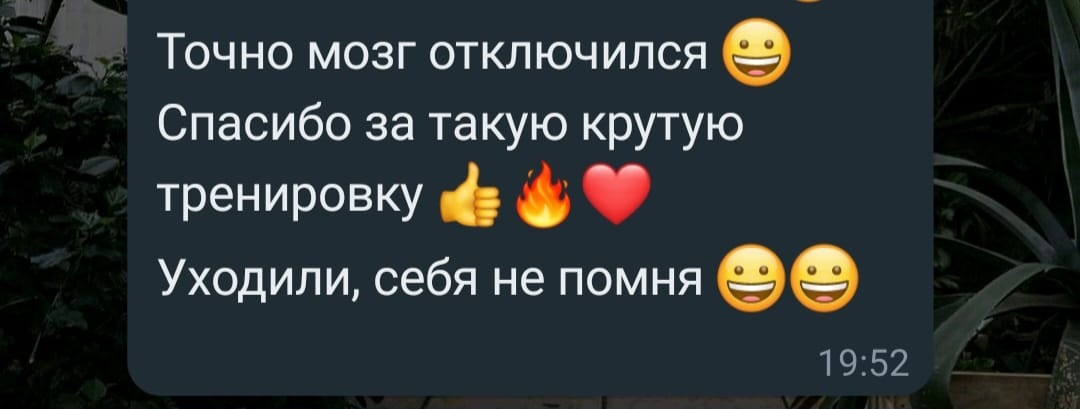 Точно мозг отключился 😀
Спасибо за такую крутую
тренировку 👍🔥❤️
Уходили, себя не помня 😀😀
19:52